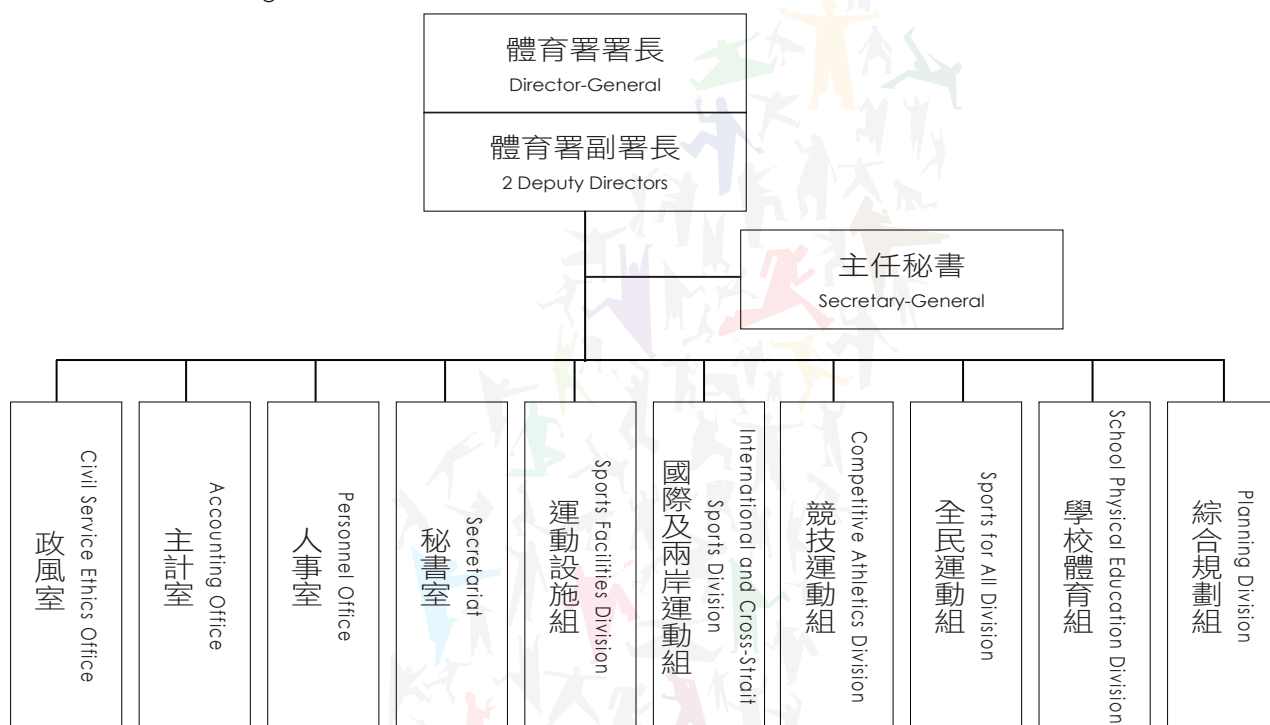 體育署署長
Director-General
體育署副署長
2 Deputy Directors
主任秘書
Secretary-General
政風室
Civil Service Ethics Office
主計室
Accounting Office
人事室
Personnel Office
秘書室
Secretariat
運動設施組
Sports Facilities Division
國際及兩岸運動組
International and Cross-Strait
Sports Division
競技運動組
Competitive Athletics Division
全民運動組
Sports for All Division
學校體育組
School Physical Education Division
綜合規劃組
Planning Division